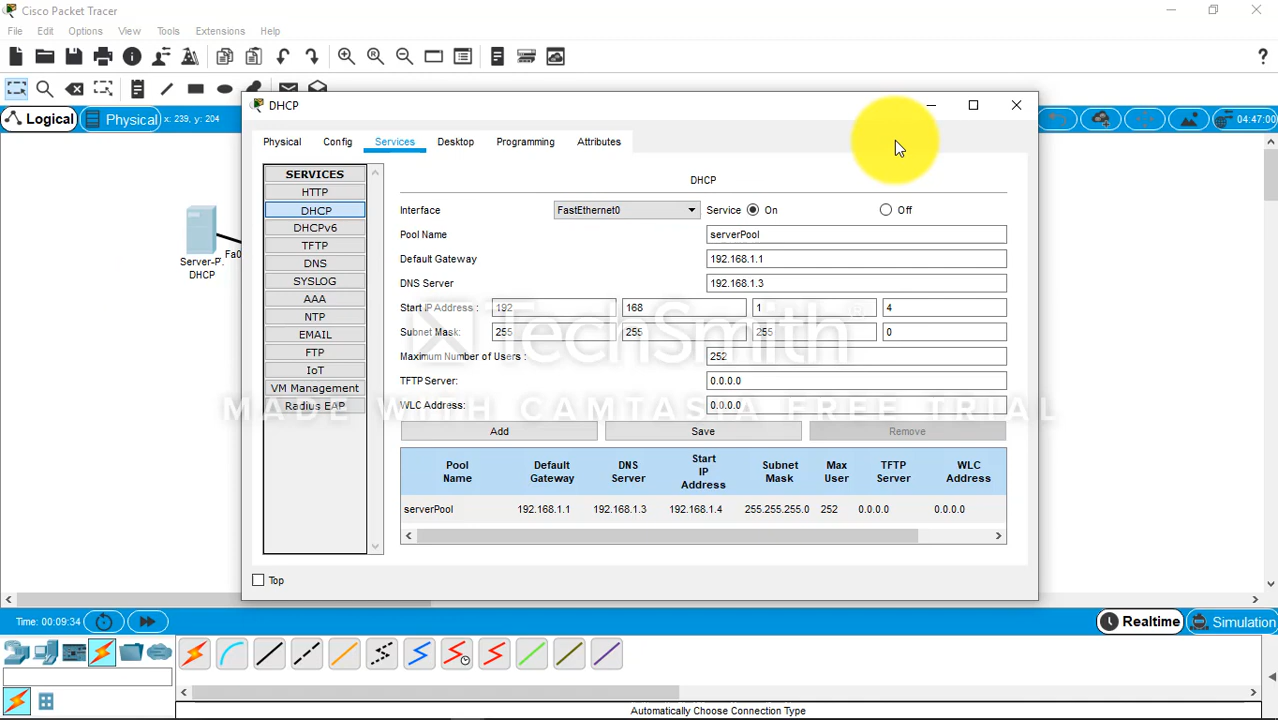 Cisco Packet Tracer
File Edit Options View Tools Extensions Help
?
Logical Physical x: 239, y: 204 04:47:00
DHCP
Physical Config Services Desktop Programming Attributes
SERVICES
HTTP
DHCP
DHCPv6
TFTP
DNS
SYSLOG
AAA
NTP
EMAIL
FTP
IoT
VM Management
Radius EAP
DHCP
Interface FastEthernet0 Service On Off
Pool Name serverPool
Default Gateway 192.168.1.1
DNS Server 192.168.1.3
Start IP Address : 192 168 1 4
Subnet Mask: 255 255 255 0
Maximum Number of Users : 252
TFTP Server: 0.0.0.0
WLC Address: 0.0.0.0
Add Save Remove
Pool Name Default Gateway DNS Server Start IP Address Subnet Mask Max User TFTP Server WLC Address
serverPool 192.168.1.1 192.168.1.3 192.168.1.4 255.255.255.0 252 0.0.0.0 0.0.0.0
Top
Server-P.
DHCP
Fa0
TechSmith
MADE WITH CAMTASIA FREE TRIAL
Time: 00:09:34 Realtime Simulation
Automatically Choose Connection Type